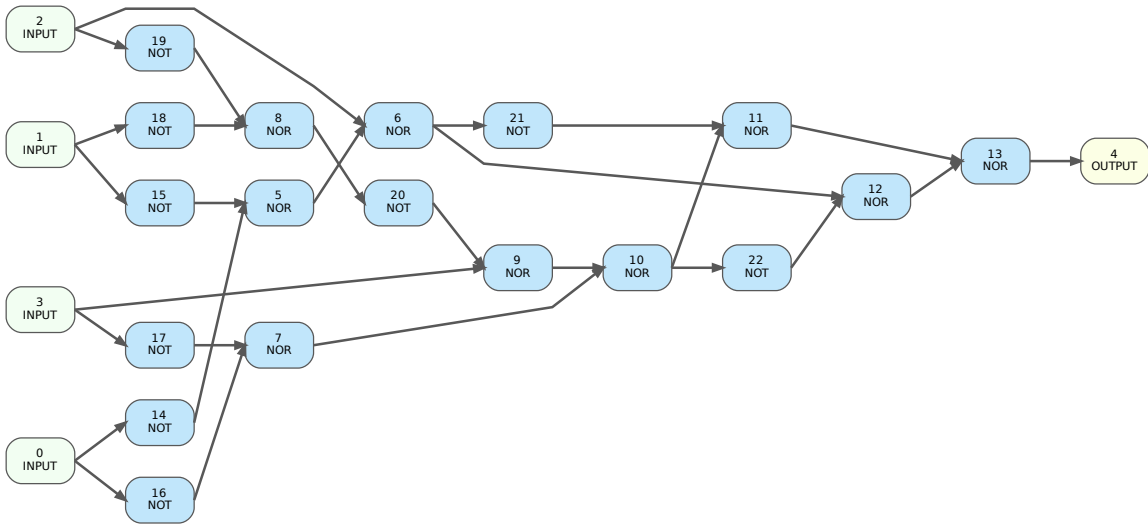 2
INPUT
19
NOT
1
INPUT
18
NOT
15
NOT
8
NOR
5
NOR
6
NOR
20
NOT
21
NOT
9
NOR
10
NOR
11
NOR
22
NOT
12
NOR
13
NOR
4
OUTPUT
3
INPUT
17
NOT
7
NOR
14
NOT
0
INPUT
16
NOT